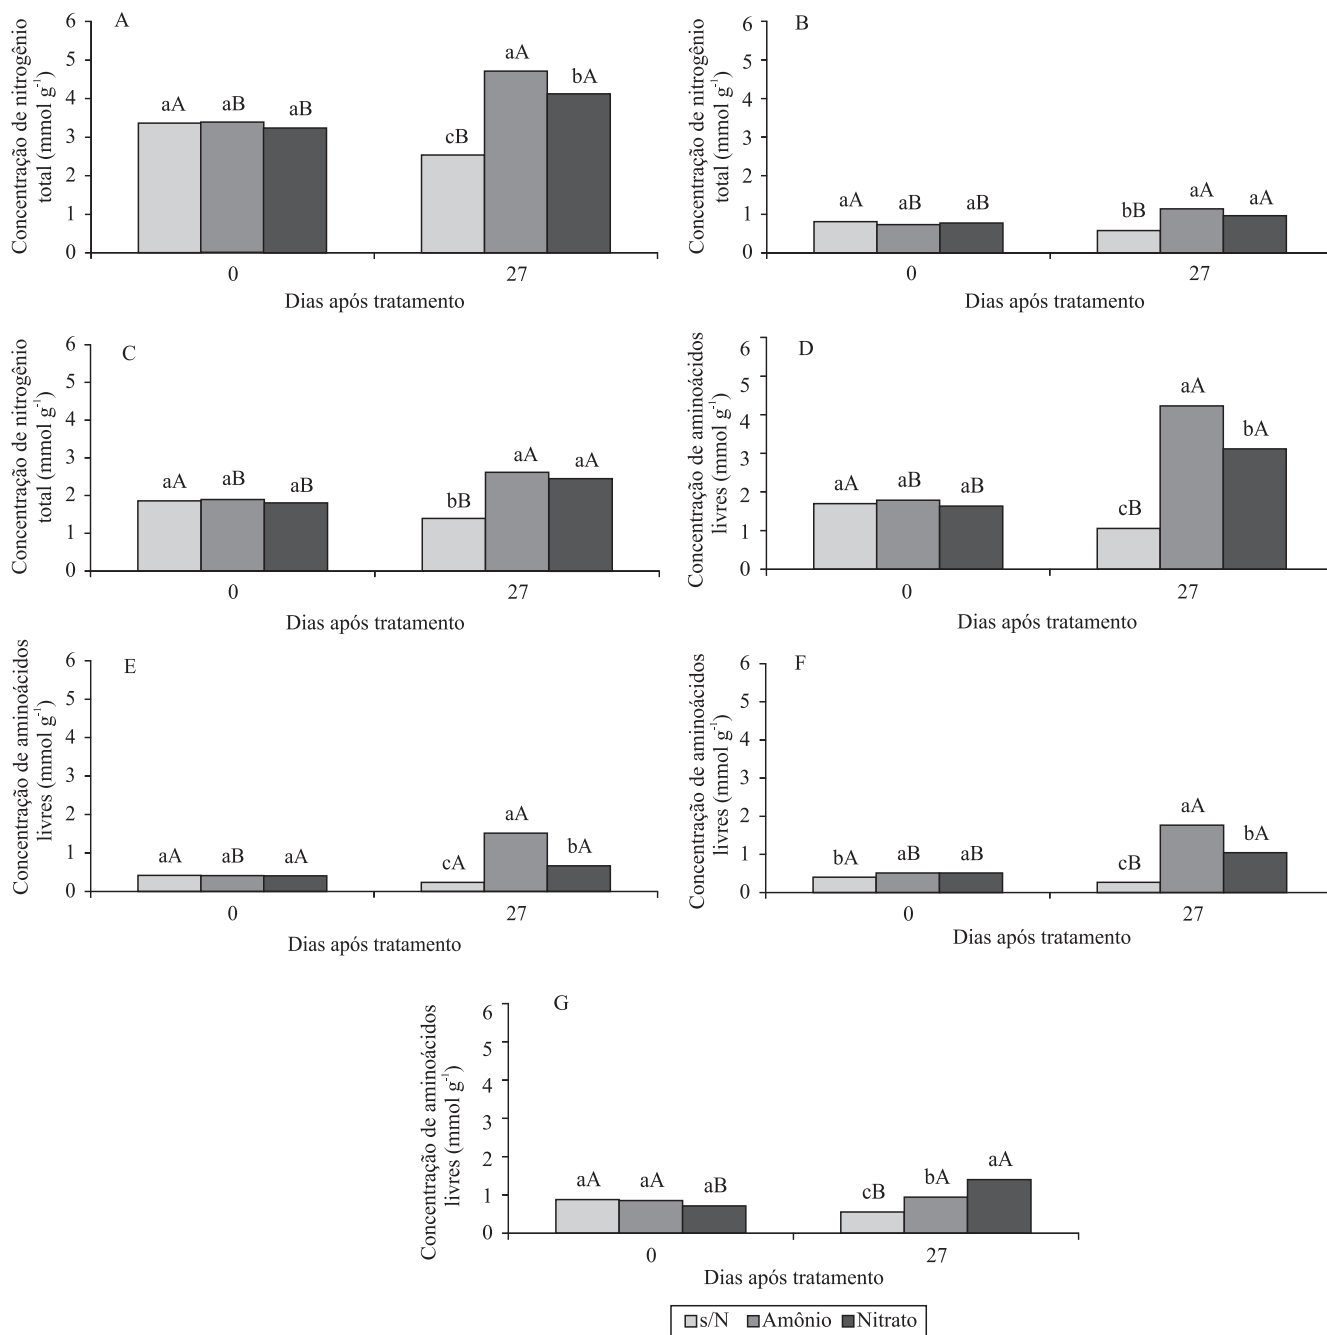 A
Concentração de nitrogênio
total (mmol g-1)
6
5
4
3
2
1
0
aA
aB
aB
cB
aA
bA
0
27
Dias após tratamento
B
Concentração de nitrogênio
total (mmol g-1)
6
5
4
3
2
1
0
aA
aB
aB
bB
aA
aA
0
27
Dias após tratamento
C
Concentração de nitrogênio
total (mmol g-1)
6
5
4
3
2
1
0
aA
aB
aB
bB
aA
aA
0
27
Dias após tratamento
D
Concentração de aminoácidos
livres (mmol g-1)
6
5
4
3
2
1
0
aA
aB
aB
cB
aA
bA
0
27
Dias após tratamento
E
Concentração de aminoácidos
livres (mmol g-1)
6
5
4
3
2
1
0
aA
aB
aA
cA
aA
bA
0
27
Dias após tratamento
F
Concentração de aminoácidos
livres (mmol g-1)
6
5
4
3
2
1
0
bA
aB
aB
cB
aA
bA
0
27
Dias após tratamento
G
Concentração de aminoácidos
livres (mmol g-1)
6
5
4
3
2
1
0
aA
aA
aB
cB
bA
aA
0
27
Dias após tratamento
s/N Amônio Nitrato